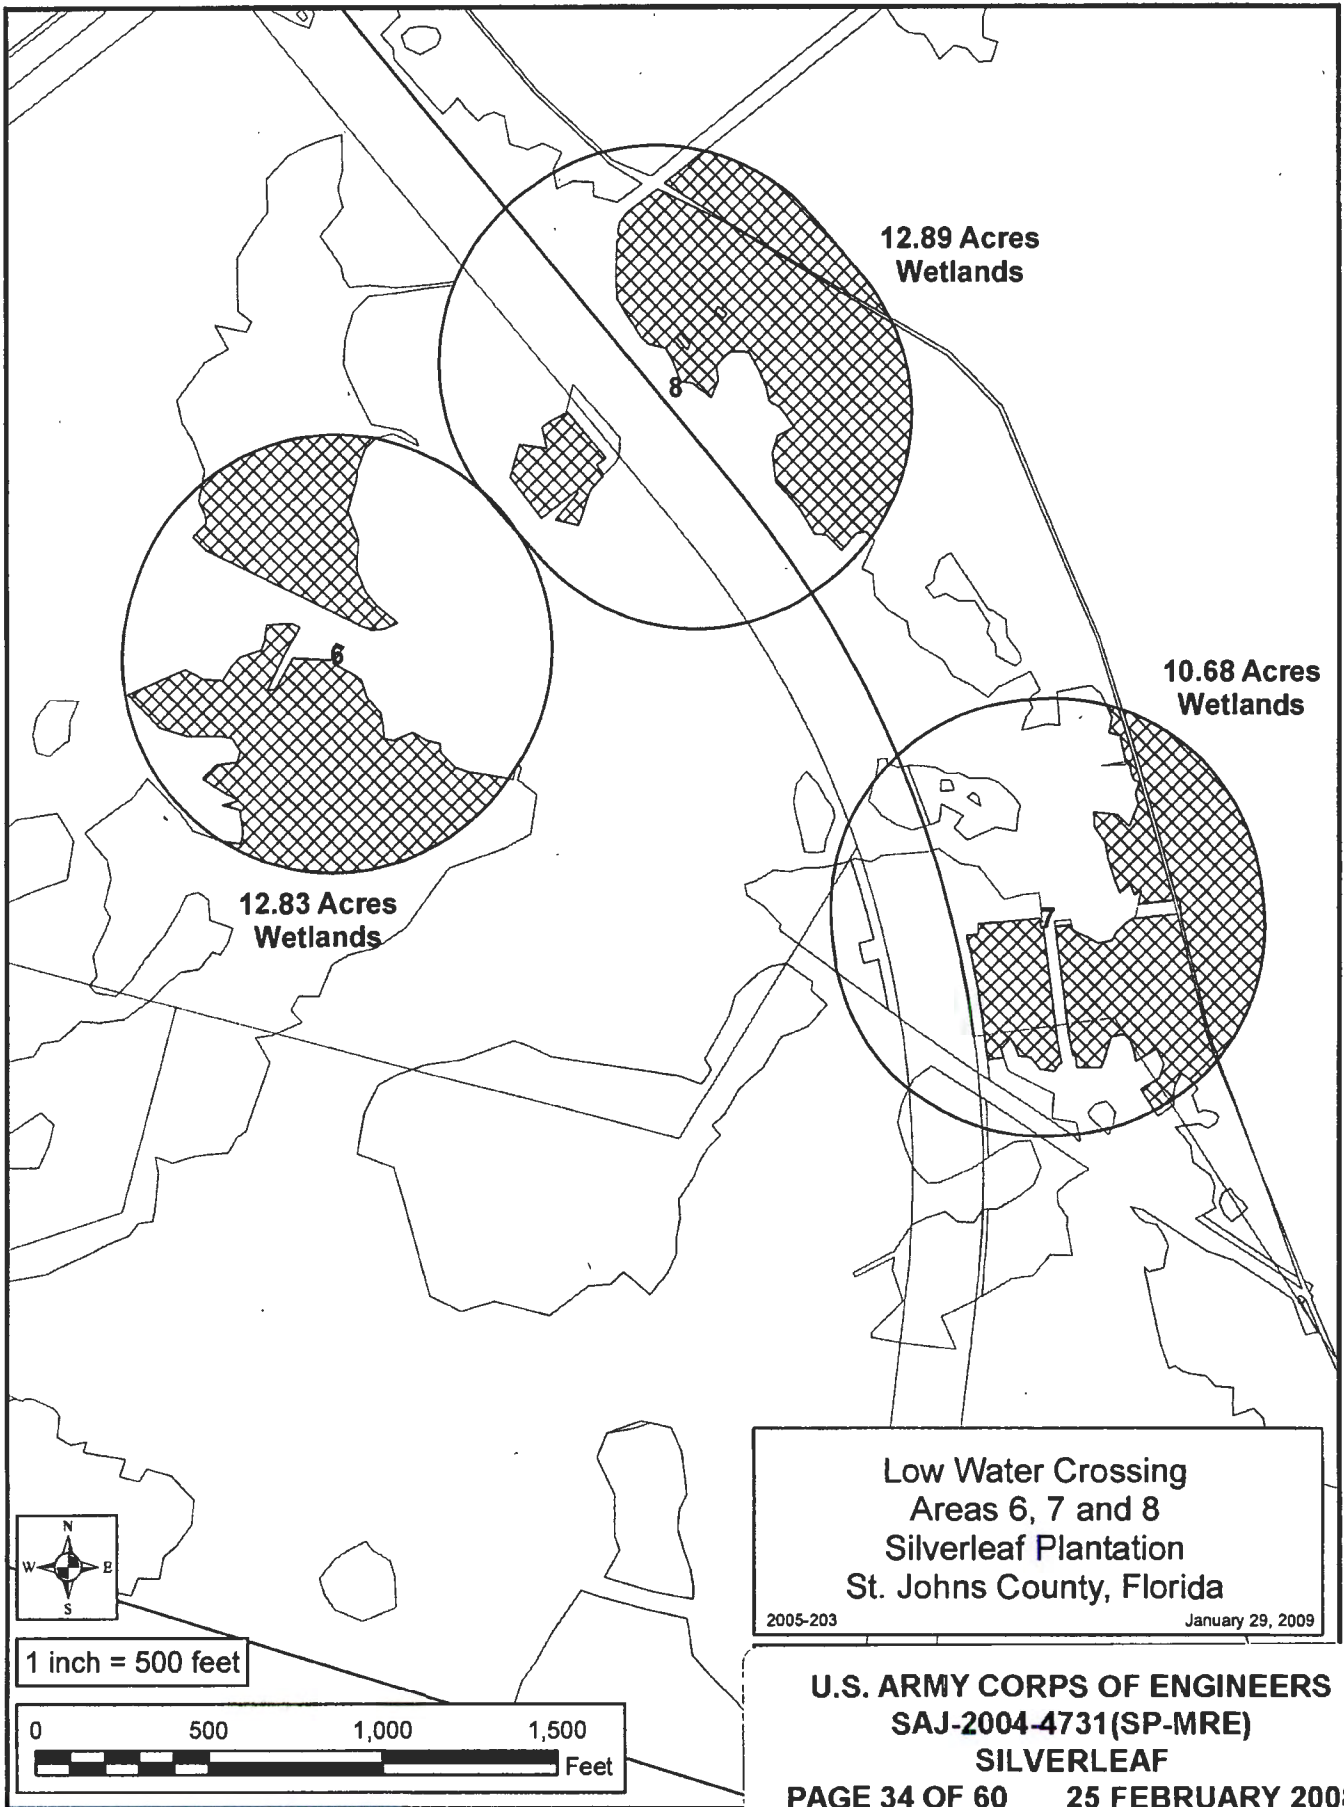 12.89 Acres
Wetlands
8
6
10.68 Acres
Wetlands
7
12.83 Acres
Wetlands
Low Water Crossing
Areas 6, 7 and 8
Silverleaf Plantation
St. Johns County, Florida
2005-203 January 29, 2009
N
W E
S
1 inch = 500 feet
0 500 1,000 1,500
Feet
U.S. ARMY CORPS OF ENGINEERS
SAJ-2004-4731(SP-MRE)
SILVERLEAF
PAGE 34 OF 60 25 FEBRUARY